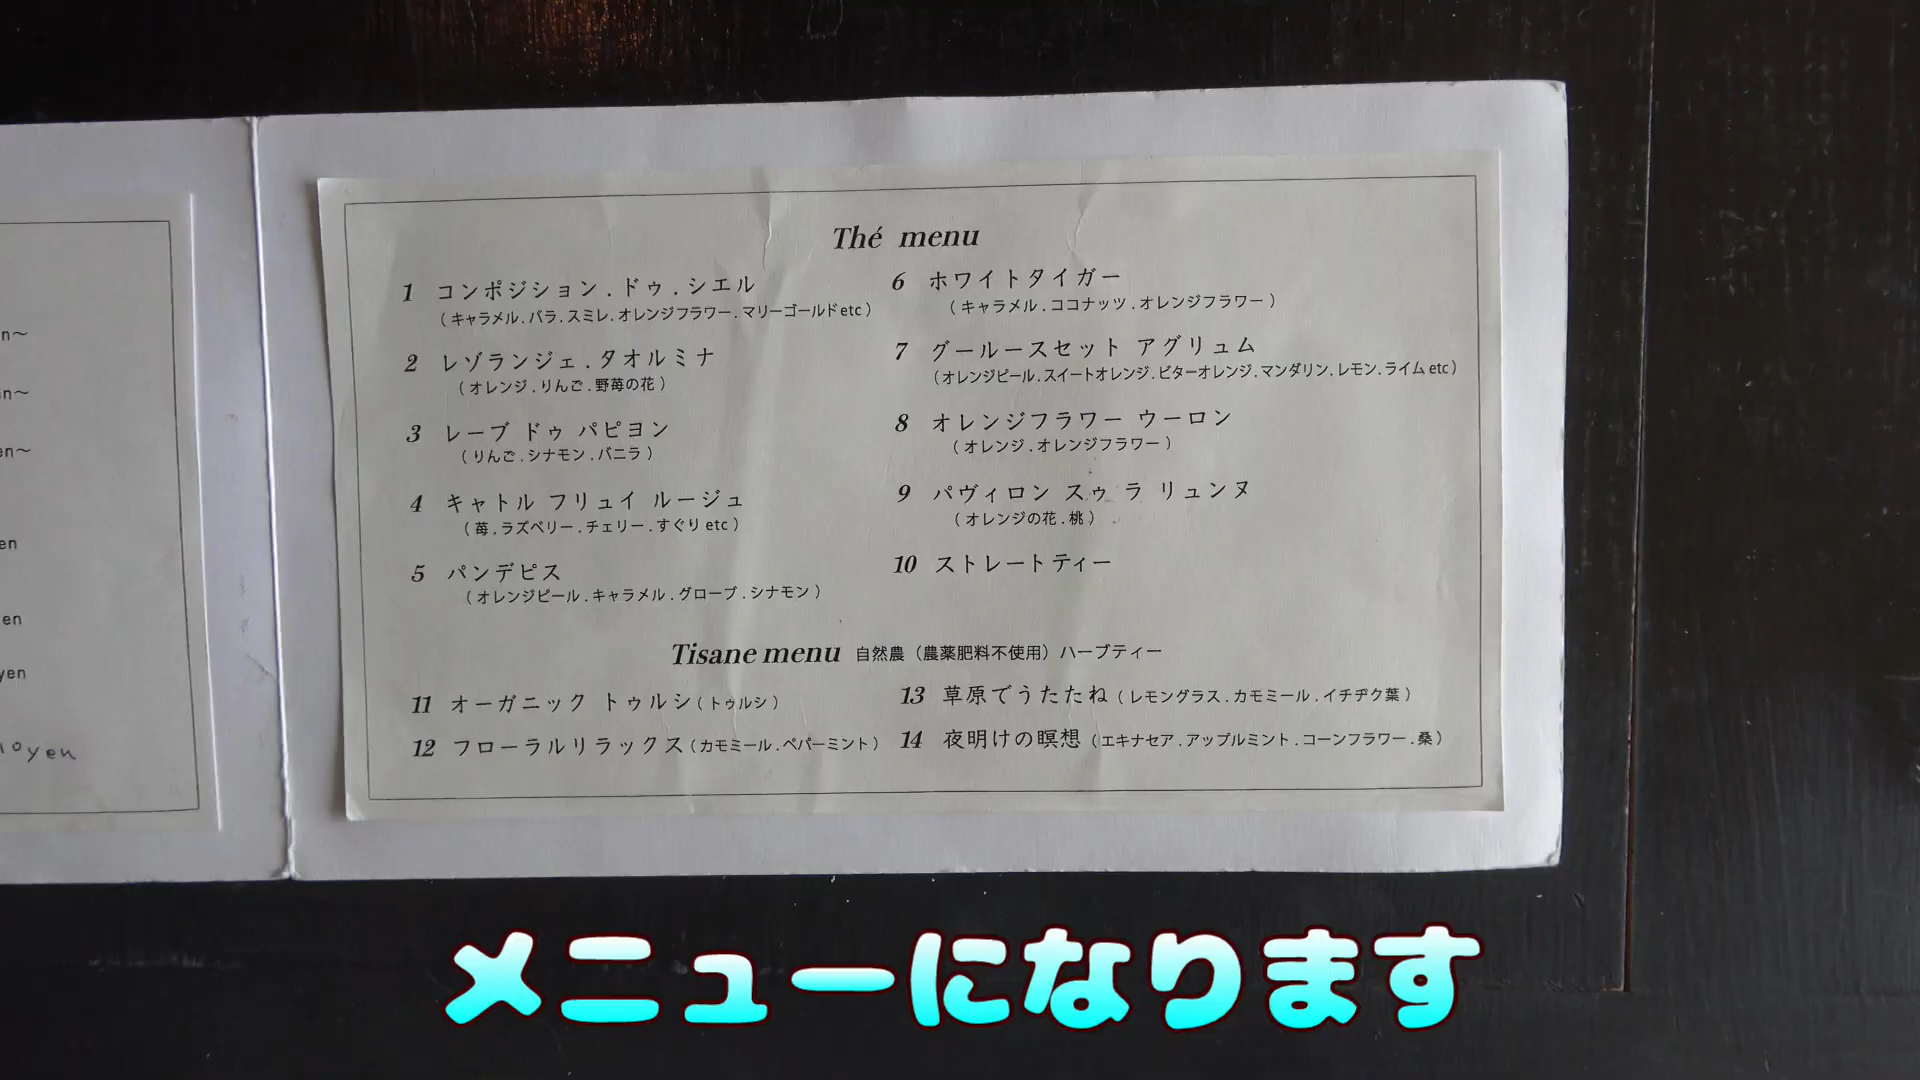 n～
en～
en～
en
en
yen
10yen
Thé menu
1 コンポジション.ドゥ.シエル
(キャラメル.バラ.スミレ.オレンジフラワー.マリーゴールドetc)
2 レゾランジェ.タオルミナ
(オレンジ.りんご.野苺の花)
3 レーブ ドゥ パピヨン
(りんご.シナモン.バニラ)
4 キャトル フリュイ ルージュ
(苺.ラズベリー.チェリー.すぐり etc)
5 パンデピス
(オレンジピール.キャラメル.グローブ.シナモン)
6 ホワイトタイガー
(キャラメル.ココナッツ.オレンジフラワー)
7 グールースセット アグリュム
(オレンジピール.スイートオレンジ.ビターオレンジ.マンダリン.レモン.ライム etc)
8 オレンジフラワー ウーロン
(オレンジ.オレンジフラワー)
9 パヴィロン スゥ ラ リュンヌ
(オレンジの花.桃)
10 ストレートティー
Tisane menu 自然農（農薬肥料不使用）ハーブティー
11 オーガニック トゥルシ(トゥルシ)
12 フローラルリラックス(カモミール.ペパーミント)
13 草原でうたたね(レモングラス.カモミール.イチヂク葉)
14 夜明けの瞑想(エキナセア.アップルミント.コーンフラワー.桑)
メニューになります